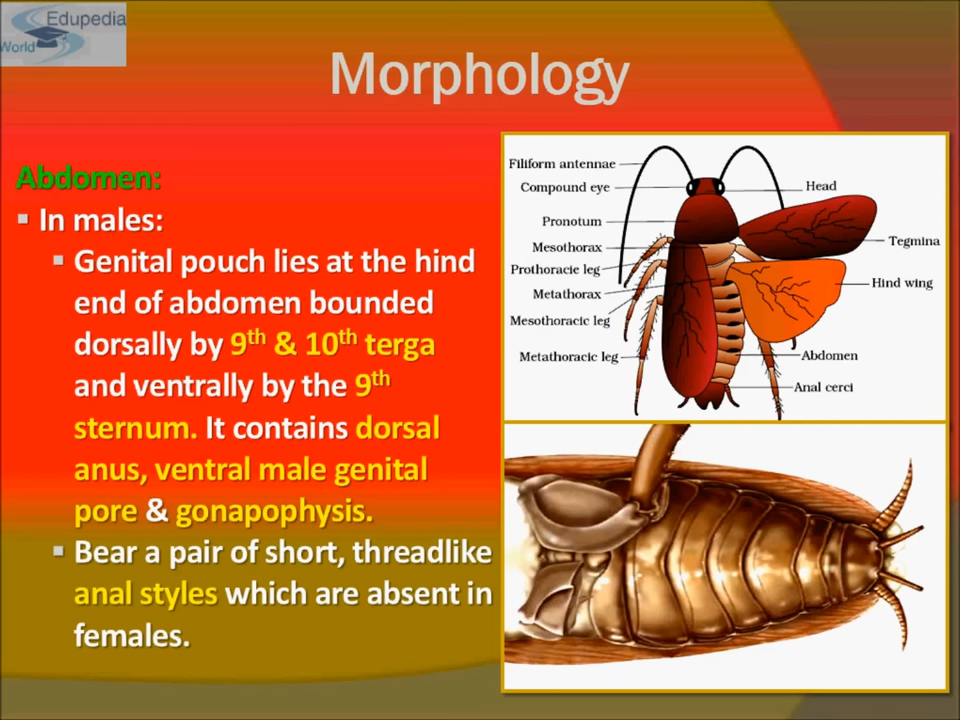 Edupedia
World
Morphology
Abdomen:
▪ In males:
▪ Genital pouch lies at the hind
end of abdomen bounded
dorsally by 9th & 10th terga
and ventrally by the 9th
sternum. It contains dorsal
anus, ventral male genital
pore & gonapophysis.
▪ Bear a pair of short, threadlike
anal styles which are absent in
females.
Filiform antennae
Compound eye
Head
Pronotum
Tegmina
Mesothorax
Prothoracic leg
Hind wing
Metathorax
Mesothoracic leg
Metathoracic leg
Abdomen
Anal cerci